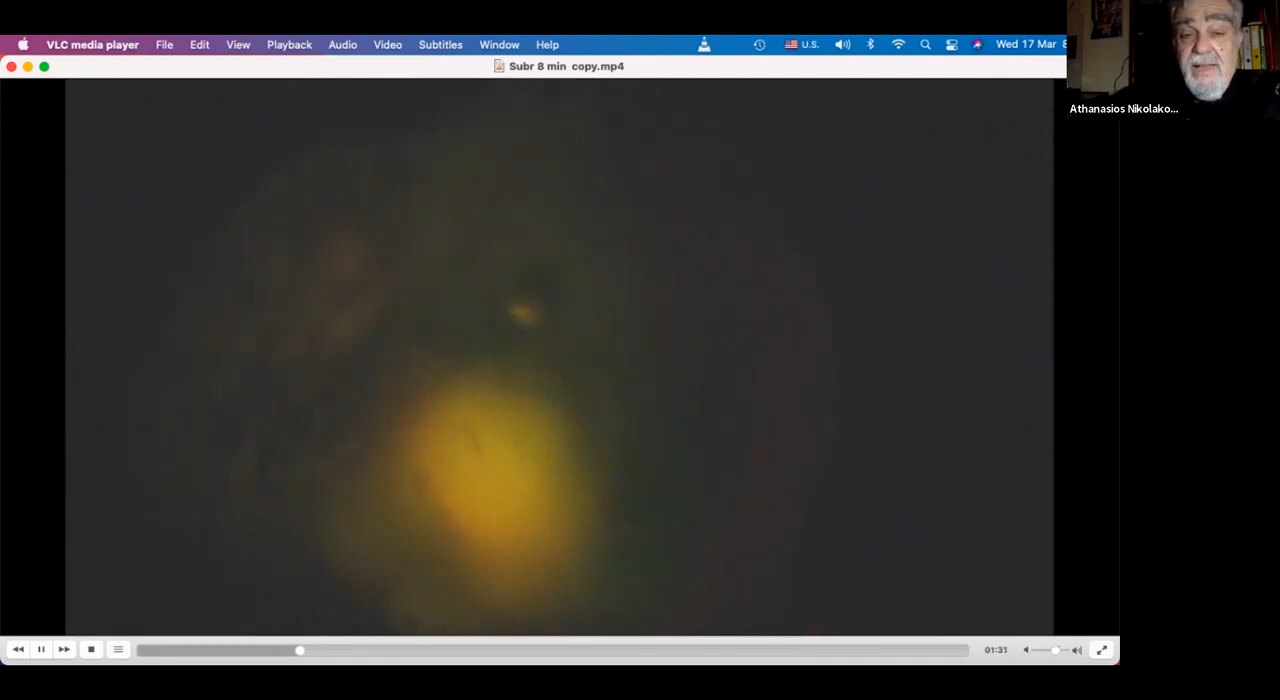 VLC media player File Edit View Playback Audio Video Subtitles Window Help U.S. Wed 17 Mar
Subr 8 min copy.mp4
Athanasios Nikolako...
01:31